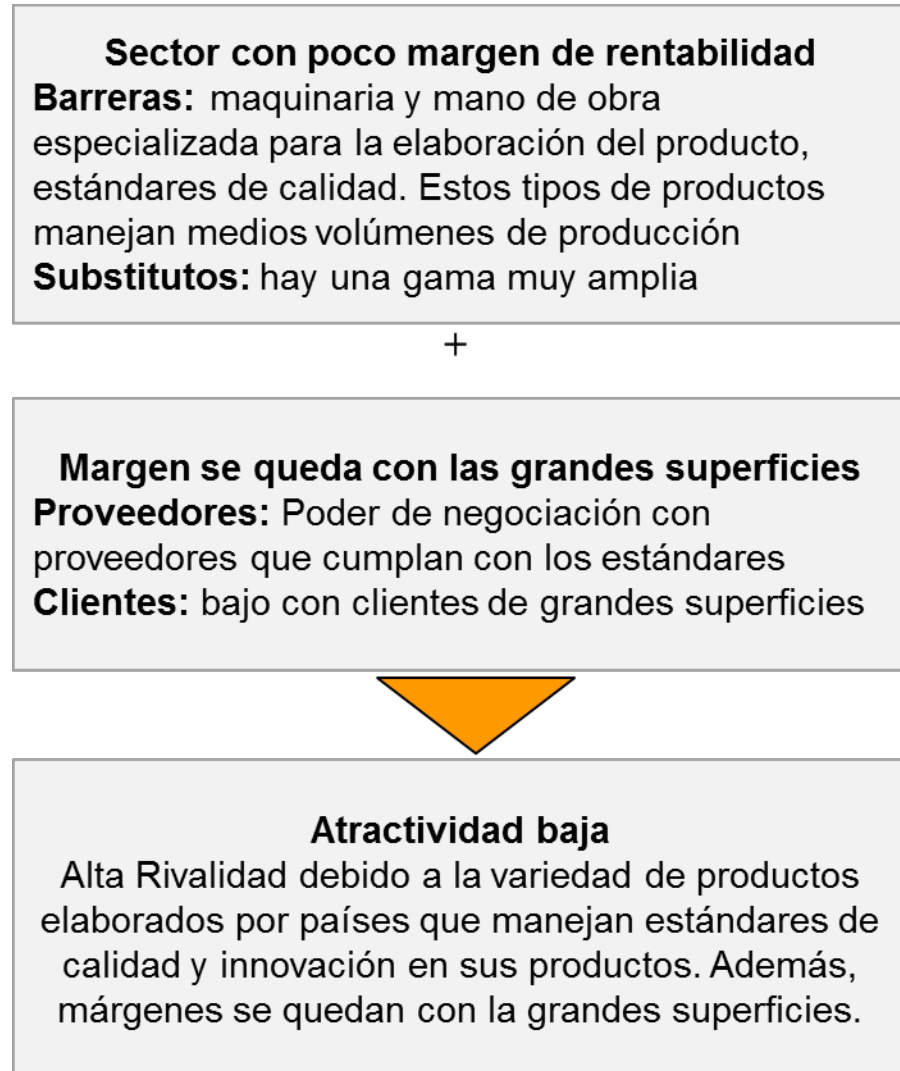 Sector con poco margen de rentabilidad
Barreras: maquinaria y mano de obra
especializada para la elaboración del producto,
estándares de calidad. Estos tipos de productos
manejan medios volúmenes de producción
Substitutos: hay una gama muy amplia
+
Margen se queda con las grandes superficies
Proveedores: Poder de negociación con
proveedores que cumplan con los estándares
Clientes: bajo con clientes de grandes superficies
Atractividad baja
Alta Rivalidad debido a la variedad de productos
elaborados por países que manejan estándares de
calidad y innovación en sus productos. Además,
márgenes se quedan con la grandes superficies.